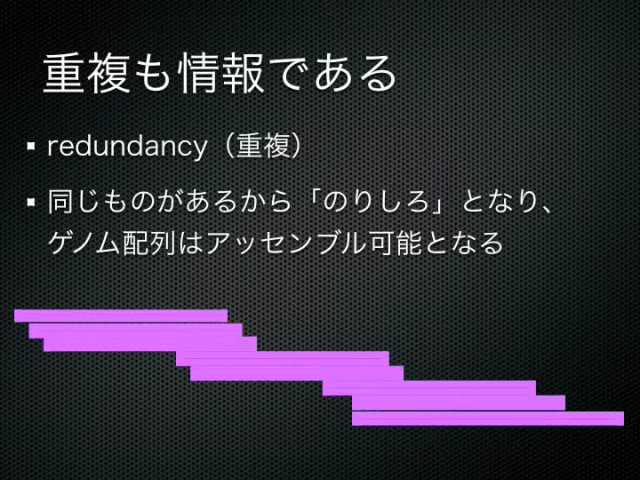 重複も情報である
redundancy（重複）
同じものがあるから「のりしろ」となり、
ゲノム配列はアッセンブル可能となる